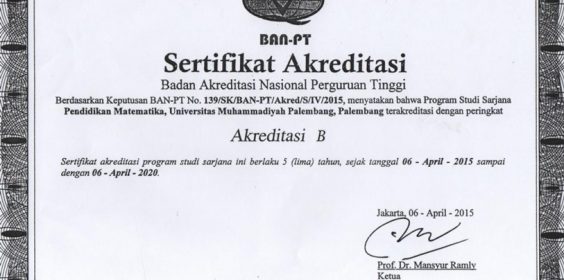 BAN-PT
Sertifikat Akreditasi
Badan Akreditasi Nasional Perguruan Tinggi
Berdasarkan Keputusan BAN-PT No. 139/SK/BAN-PT/Akred/S/IV/2015, menyatakan bahwa Program Studi Sarjana
Pendidikan Matematika, Universitas Muhammadiyah Palembang, Palembang terakreditasi dengan peringkat
Akreditasi B
Sertifikat akreditasi program studi sarjana ini berlaku 5 (lima) tahun, sejak tanggal 06 - April - 2015 sampai
dengan 06 - April - 2020.
Jakarta, 06 - April - 2015
Prof. Dr. Mansyur Ramly
Ketua